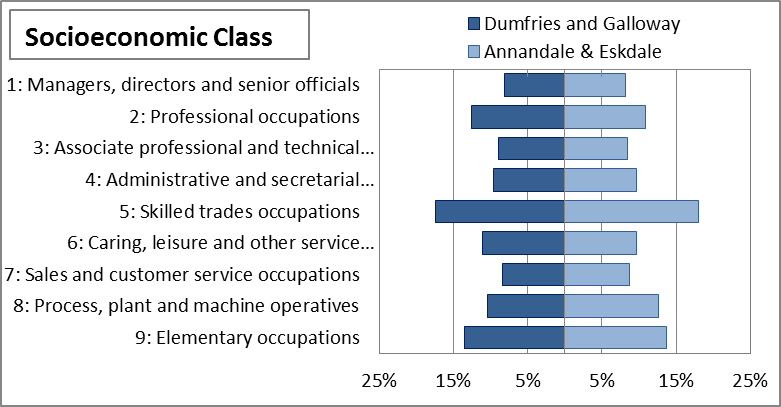 Socioeconomic Class
Dumfries and Galloway
Annandale & Eskdale
1: Managers, directors and senior officials
2: Professional occupations
3: Associate professional and technical...
4: Administrative and secretarial...
5: Skilled trades occupations
6: Caring, leisure and other service...
7: Sales and customer service occupations
8: Process, plant and machine operatives
9: Elementary occupations
25% 15% 5% 5% 15% 25%